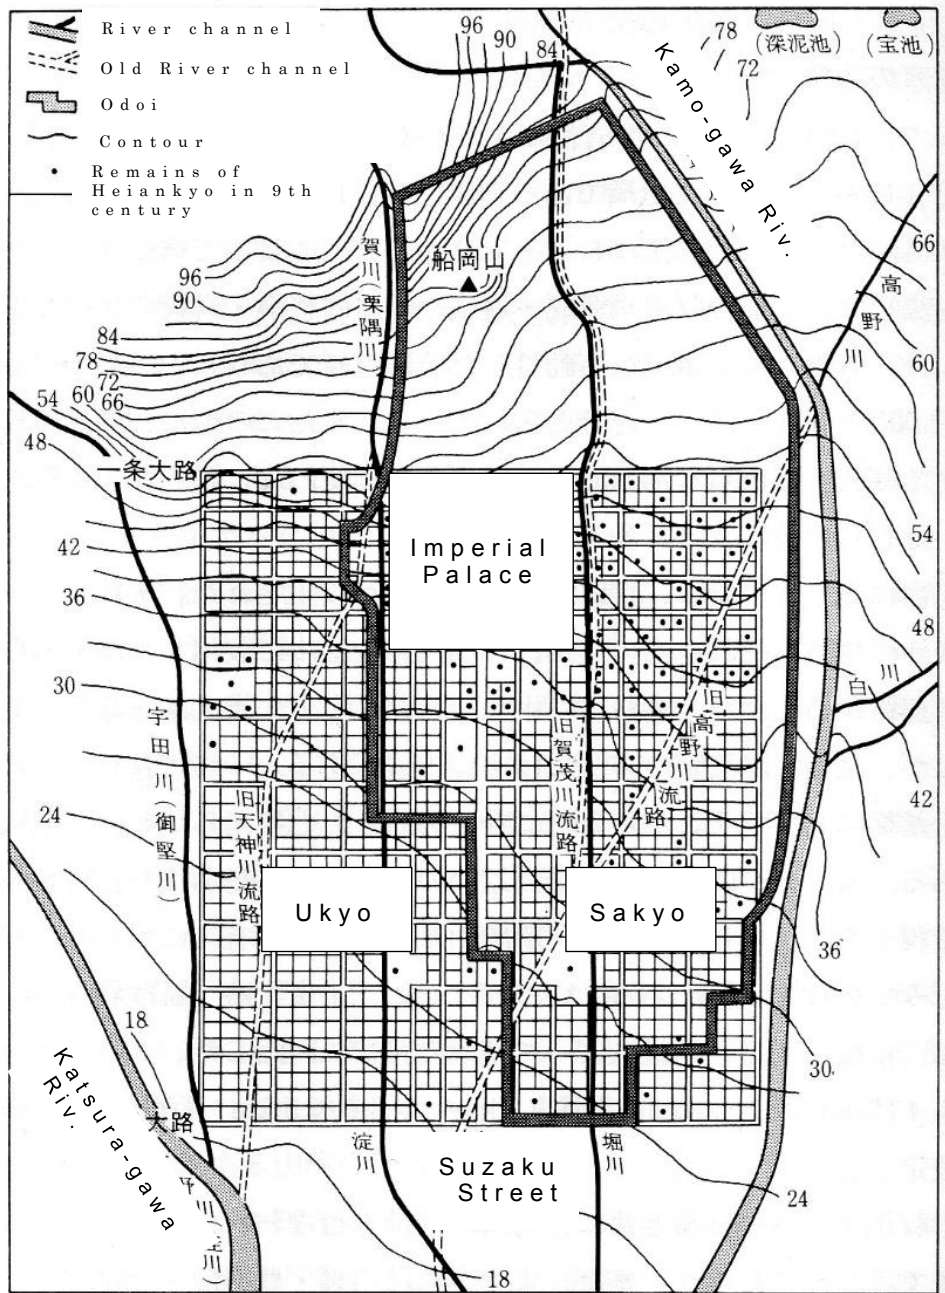 River channel
Old River channel
Odoi
Contour
Remains of
Heiankyo in 9th
century
96
90
84
78
72
(深泥池)
(宝池)
Kamo-gawa Riv.
66
高野川
60
54
48
白川
42
36
30
24
船岡山
賀川(栗隈川
96
90
84
78
72
66
60
54
48
一条大路
42
36
30
24
18
宇田川(御堅川)
Imperial
Palace
旧高野川流路
旧賀茂川流路
旧天神川流路
Ukyo
Sakyo
Katsura-gawa
Riv.
大路
淀川
堀川
Suzaku
Street
18